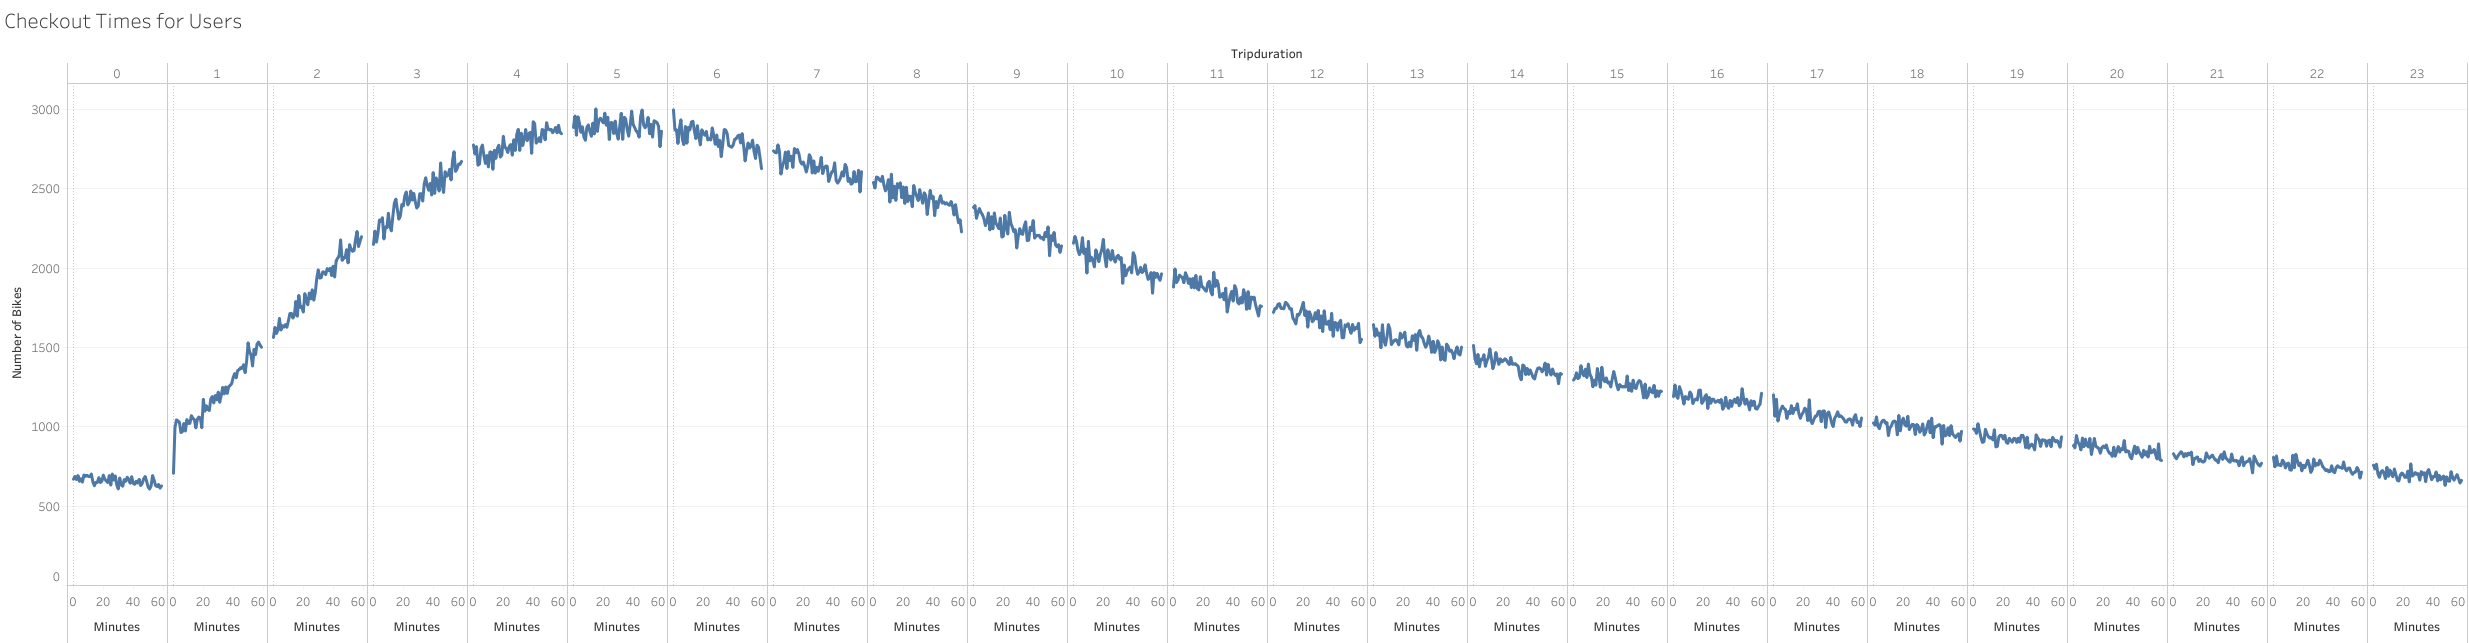 Checkout Times for Users
Tripduration
0 1 2 3 4 5 6 7 8 9 10 11 12 13 14 15 16 17 18 19 20 21 22 23
3000
2500
2000
1500
1000
500
0
Number of Bikes
0 20 40 60 0 20 40 60 0 20 40 60 0 20 40 60 0 20 40 60 0 20 40 60 0 20 40 60 0 20 40 60 0 20 40 60 0 20 40 60 0 20 40 60 0 20 40 60 0 20 40 60 0 20 40 60 0 20 40 60 0 20 40 60 0 20 40 60 0 20 40 60 0 20 40 60 0 20 40 60 0 20 40 60 0 20 40 60 0 20 40 60 0 20 40 60
Minutes Minutes Minutes Minutes Minutes Minutes Minutes Minutes Minutes Minutes Minutes Minutes Minutes Minutes Minutes Minutes Minutes Minutes Minutes Minutes Minutes Minutes Minutes Minutes